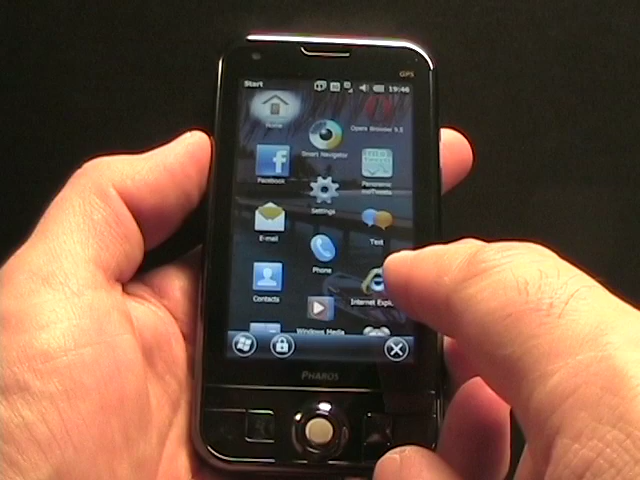 GPS
Start 19:46
Home
Opera Browser 9.5
Smart Navigator
Facebook
Panoramic
Settings
E-mail
Text
Phone
Contacts
Internet Explo
Windows Media
PHAROS